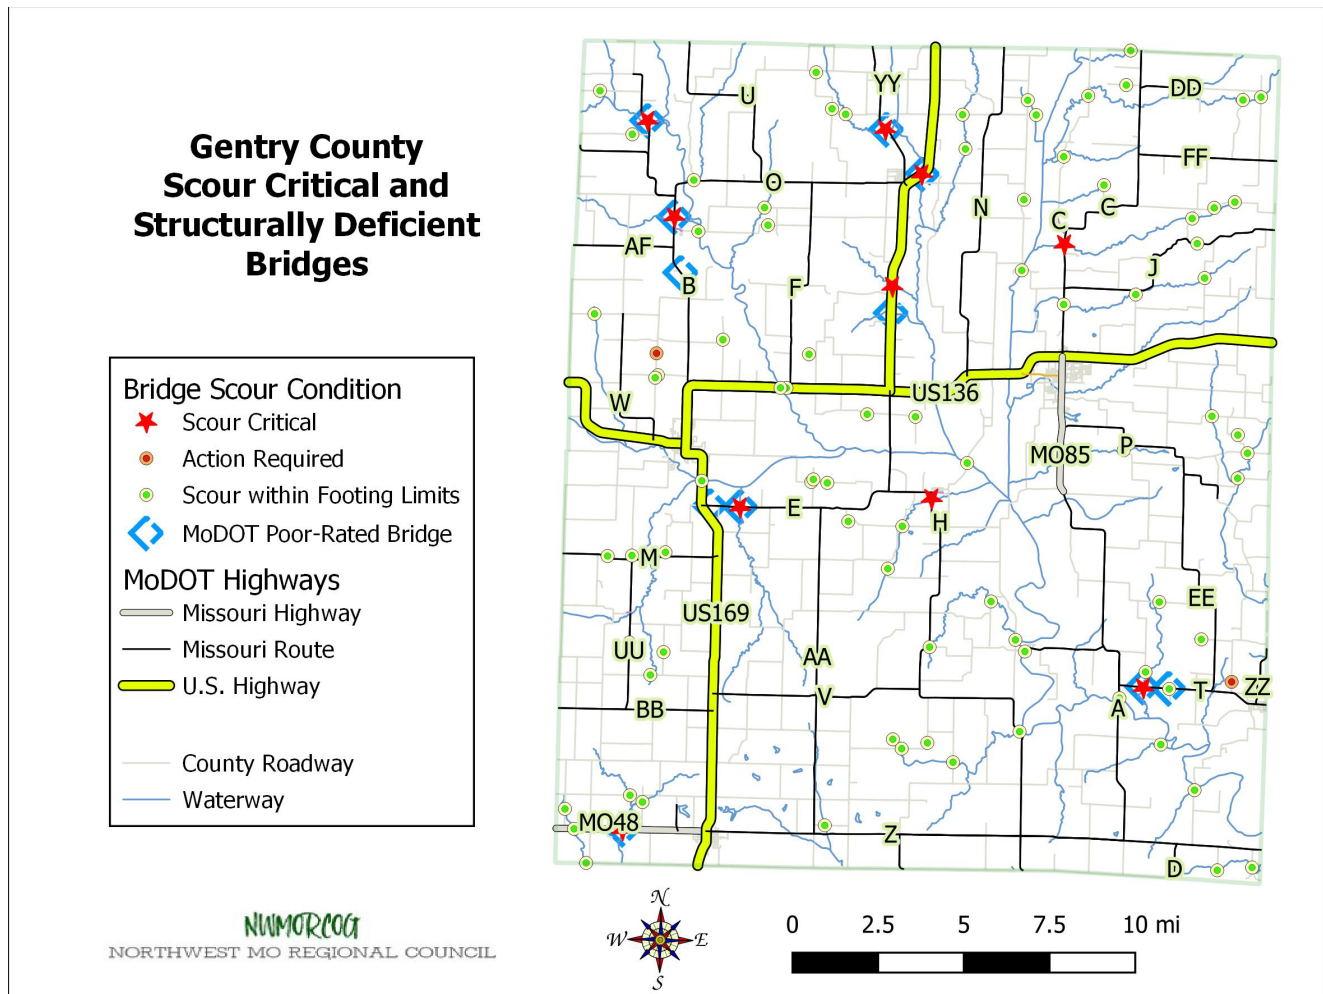 Gentry County
Scour Critical and
Structurally Deficient
Bridges
Bridge Scour Condition
Scour Critical
Action Required
Scour within Footing Limits
MoDOT Poor-Rated Bridge
MoDOT Highways
Missouri Highway
Missouri Route
U.S. Highway
County Roadway
Waterway
NWMORCOG
NORTHWEST MO REGIONAL COUNCIL
U
YY
DD
FF
O
N
C
C
AF
J
B
F
W
US136
MO85
P
E
H
M
EE
US169
UU
AA
T
ZZ
V
BB
A
MO48
Z
D
N
W
E
S
0
2.5
5
7.5
10 mi